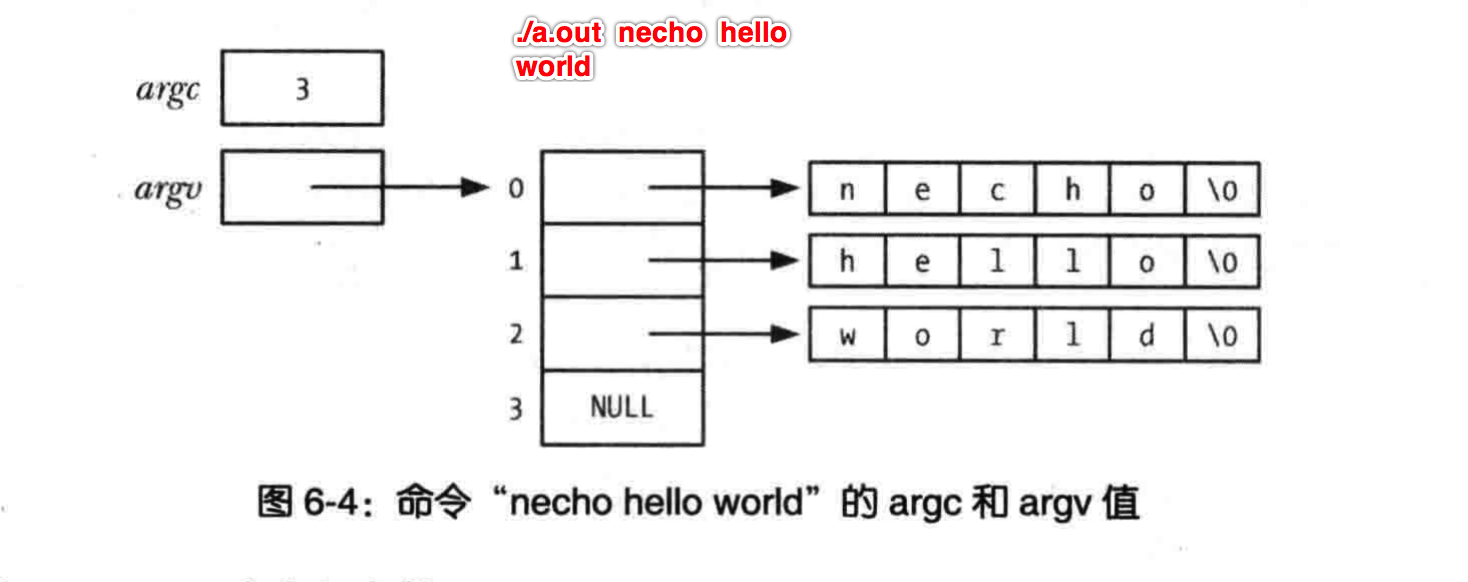 ./a.out necho hello
world
argc 3
argv 0 n e c h o \0
1 h e l l o \0
2 w o r l d \0
3 NULL
图 6-4：命令“necho hello world”的 argc 和 argv 值